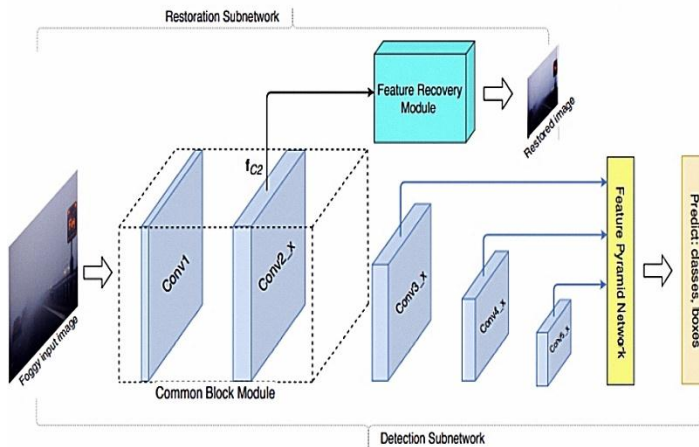 Restoration Subnetwork
Feature Recovery
Module
Restored image
f_C2
Foggy input image
Conv1
Conv2_x
Conv3_x
Conv4_x
Conv5_x
Feature Pyramid Network
Predict: classes, boxes
Common Block Module
Detection Subnetwork